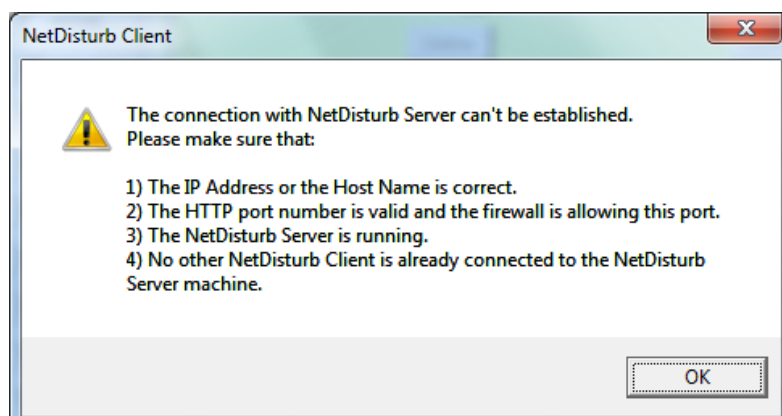 NetDisturb Client
The connection with NetDisturb Server can't be established.
Please make sure that:
1) The IP Address or the Host Name is correct.
2) The HTTP port number is valid and the firewall is allowing this port.
3) The NetDisturb Server is running.
4) No other NetDisturb Client is already connected to the NetDisturb
Server machine.
OK